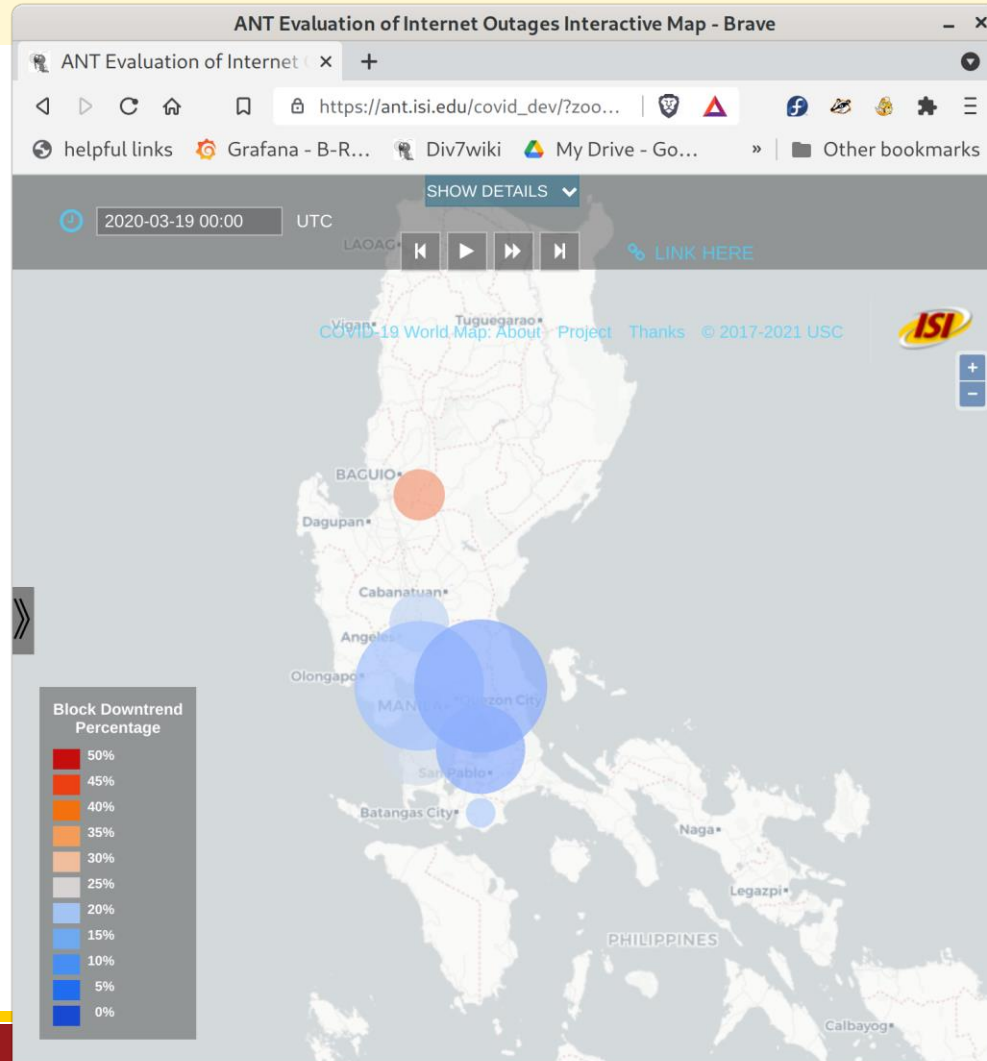 ANT Evaluation of Internet Outages Interactive Map - Brave
ANT Evaluation of Internet
https://ant.isi.edu/covid_dev/?zoo...
helpful links Grafana - B-R... Div7wiki My Drive - Go... » Other bookmarks
SHOW DETAILS
2020-03-19 00:00 UTC
LAOAG
LINK HERE
Vigan
Tuguegarao
COVID-19 World Map: About Project Thanks © 2017-2021 USC
ISI
+
-
BAGUIO
Dagupan
Cabanatuan
Angeles
Olongapo
MANILA Quezon City
San Pablo
Batangas City
Naga
Legazpi
PHILIPPINES
Calbayog
Block Downtrend
Percentage
50%
45%
40%
35%
30%
25%
20%
15%
10%
5%
0%